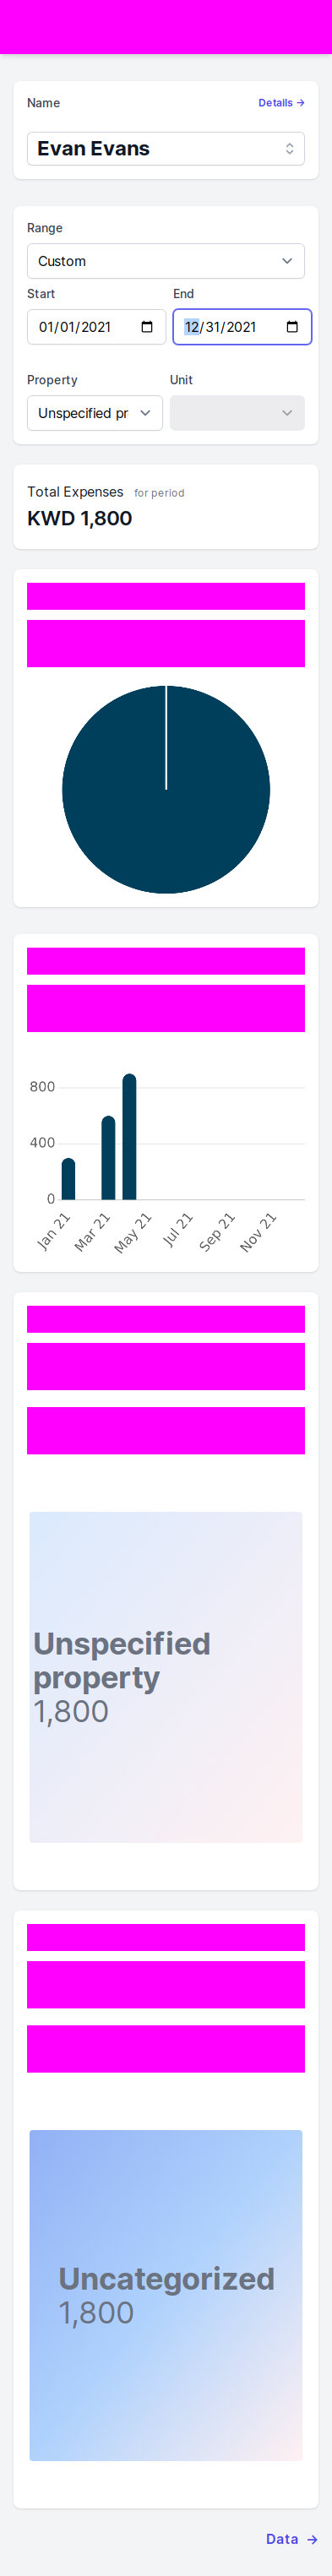 Name
Details →
Evan Evans
Range
Custom
Start
End
01/01/2021
12/31/2021
Property
Unit
Unspecified pr
Total Expenses for period
KWD 1,800
800
400
0
Jan 21
Mar 21
May 21
Jul 21
Sep 21
Nov 21
Unspecified
property
1,800
Uncategorized
1,800
Data →